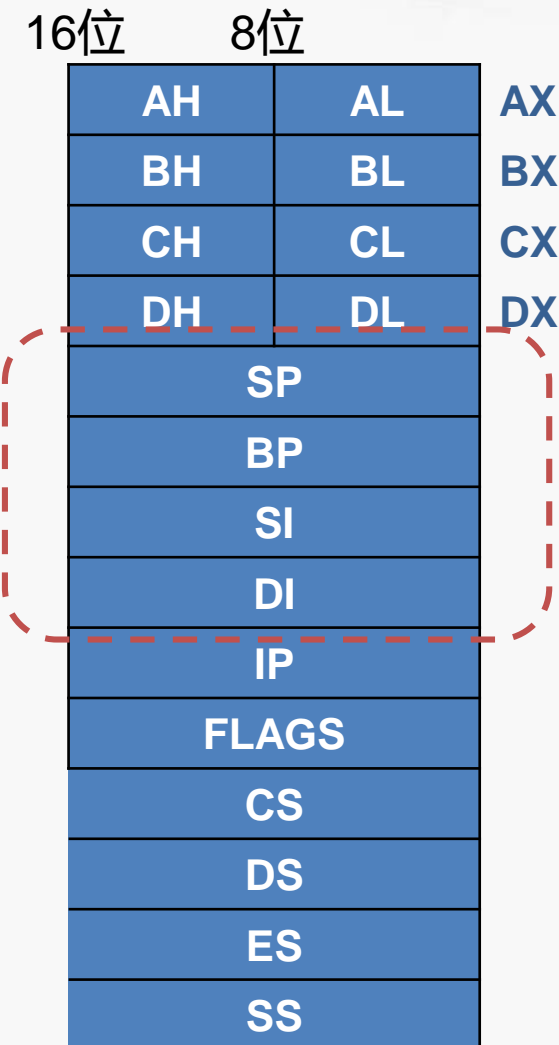 16位 8位
AH AL AX
BH BL BX
CH CL CX
DH DL DX
SP
BP
SI
DI
IP
FLAGS
CS
DS
ES
SS